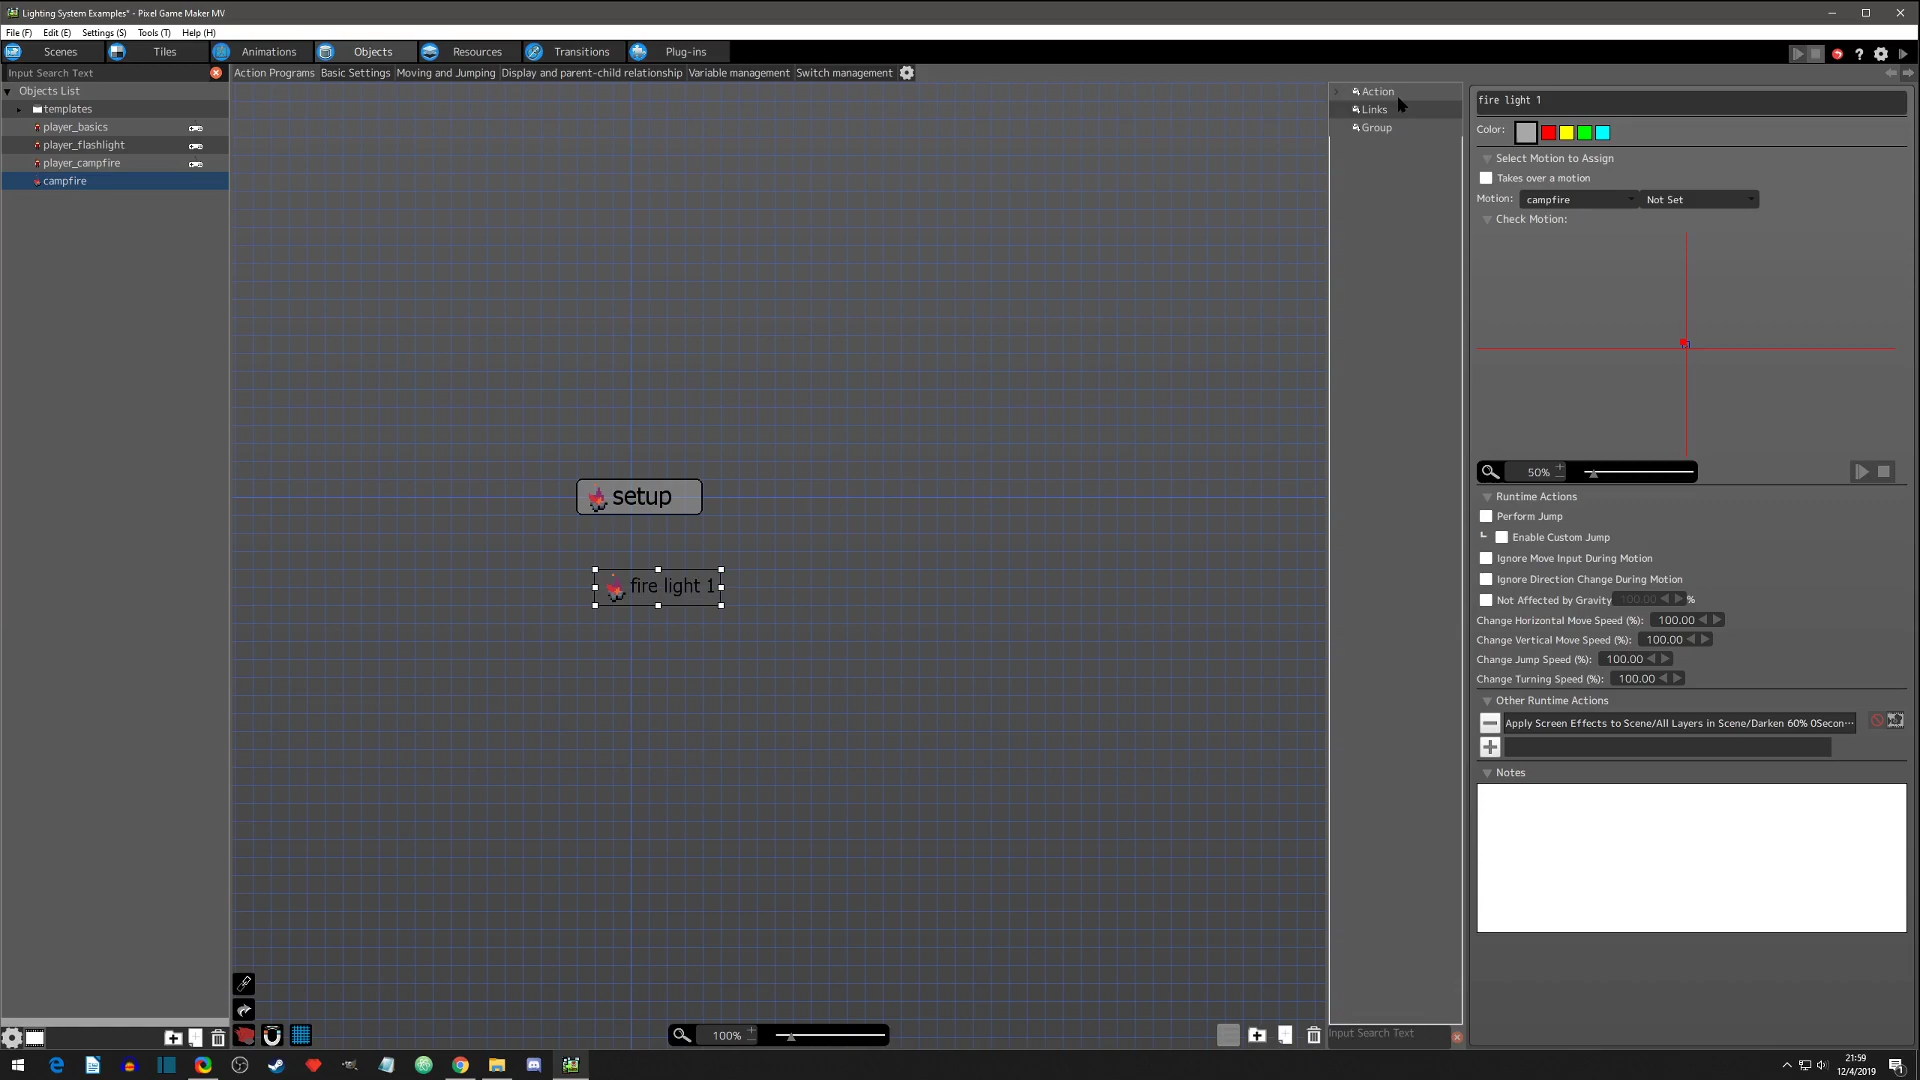 Lighting System Examples* - Pixel Game Maker MV
File (F) Edit (E) Settings (S) Tools (T) Help (H)
Scenes Tiles Animations Objects Resources Transitions Plug-ins
Input Search Text
Action Programs Basic Settings Moving and Jumping Display and parent-child relationship Variable management Switch management
Objects List
templates
player_basics
player_flashlight
player_campfire
campfire
setup
fire light 1
100%
Action
Links
Group
Input Search Text
fire light 1
Color:
Select Motion to Assign
Takes over a motion
Motion: campfire Not Set
Check Motion:
50%
Runtime Actions
Perform Jump
Enable Custom Jump
Ignore Move Input During Motion
Ignore Direction Change During Motion
Not Affected by Gravity 100.00 %
Change Horizontal Move Speed (%): 100.00
Change Vertical Move Speed (%): 100.00
Change Jump Speed (%): 100.00
Change Turning Speed (%): 100.00
Other Runtime Actions
Apply Screen Effects to Scene/All Layers in Scene/Darken 60% 0Secon···
Notes
21:59
12/4/2019